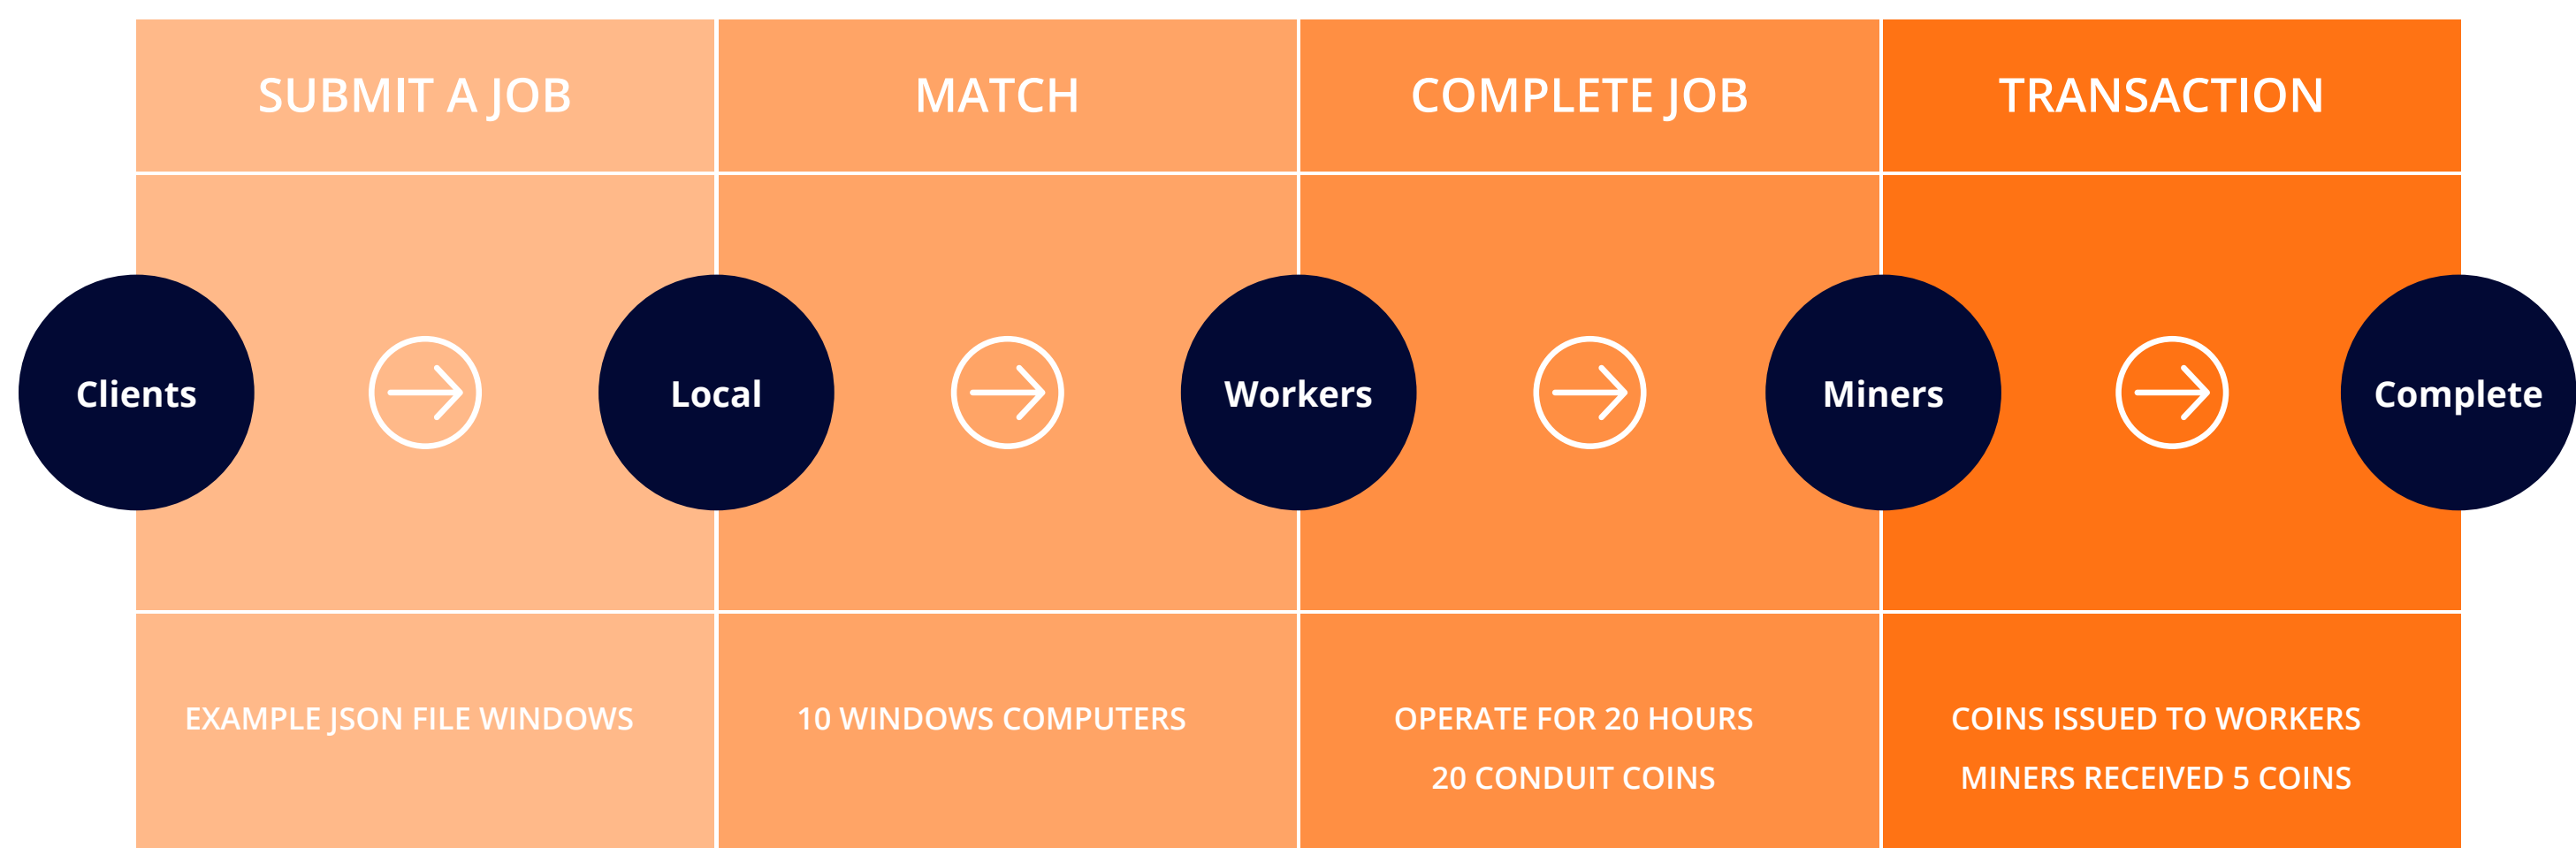 SUBMIT A JOB
MATCH
COMPLETE JOB
TRANSACTION
Clients
Local
Workers
Miners
Complete
EXAMPLE JSON FILE WINDOWS
10 WINDOWS COMPUTERS
OPERATE FOR 20 HOURS
20 CONDUIT COINS
COINS ISSUED TO WORKERS
MINERS RECEIVED 5 COINS